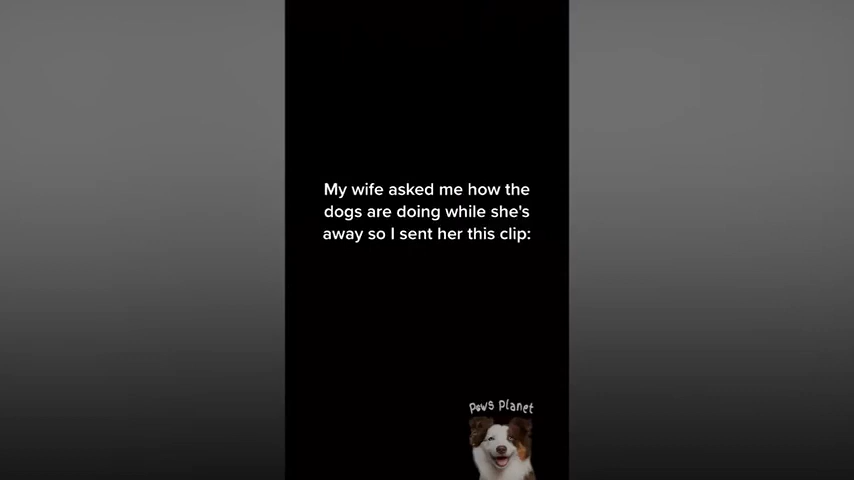 My wife asked me how the
dogs are doing while she's
away so I sent her this clip:
Paws Planet